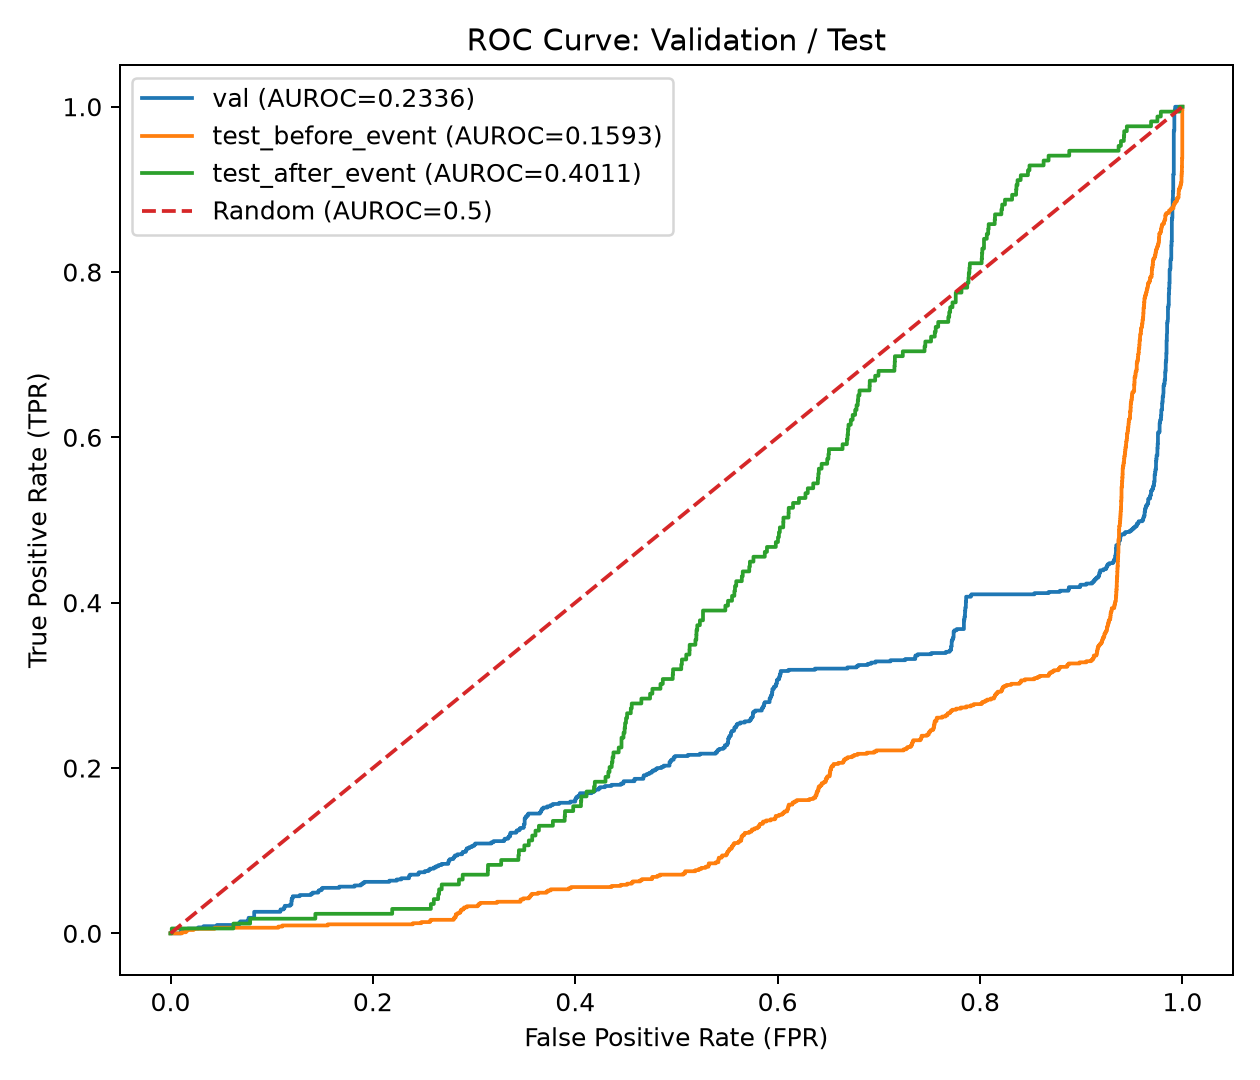 ROC Curve: Validation / Test
val (AUROC=0.2336)
test_before_event (AUROC=0.1593)
test_after_event (AUROC=0.4011)
Random (AUROC=0.5)
True Positive Rate (TPR)
1.0
0.8
0.6
0.4
0.2
0.0
0.0 0.2 0.4 0.6 0.8 1.0
False Positive Rate (FPR)